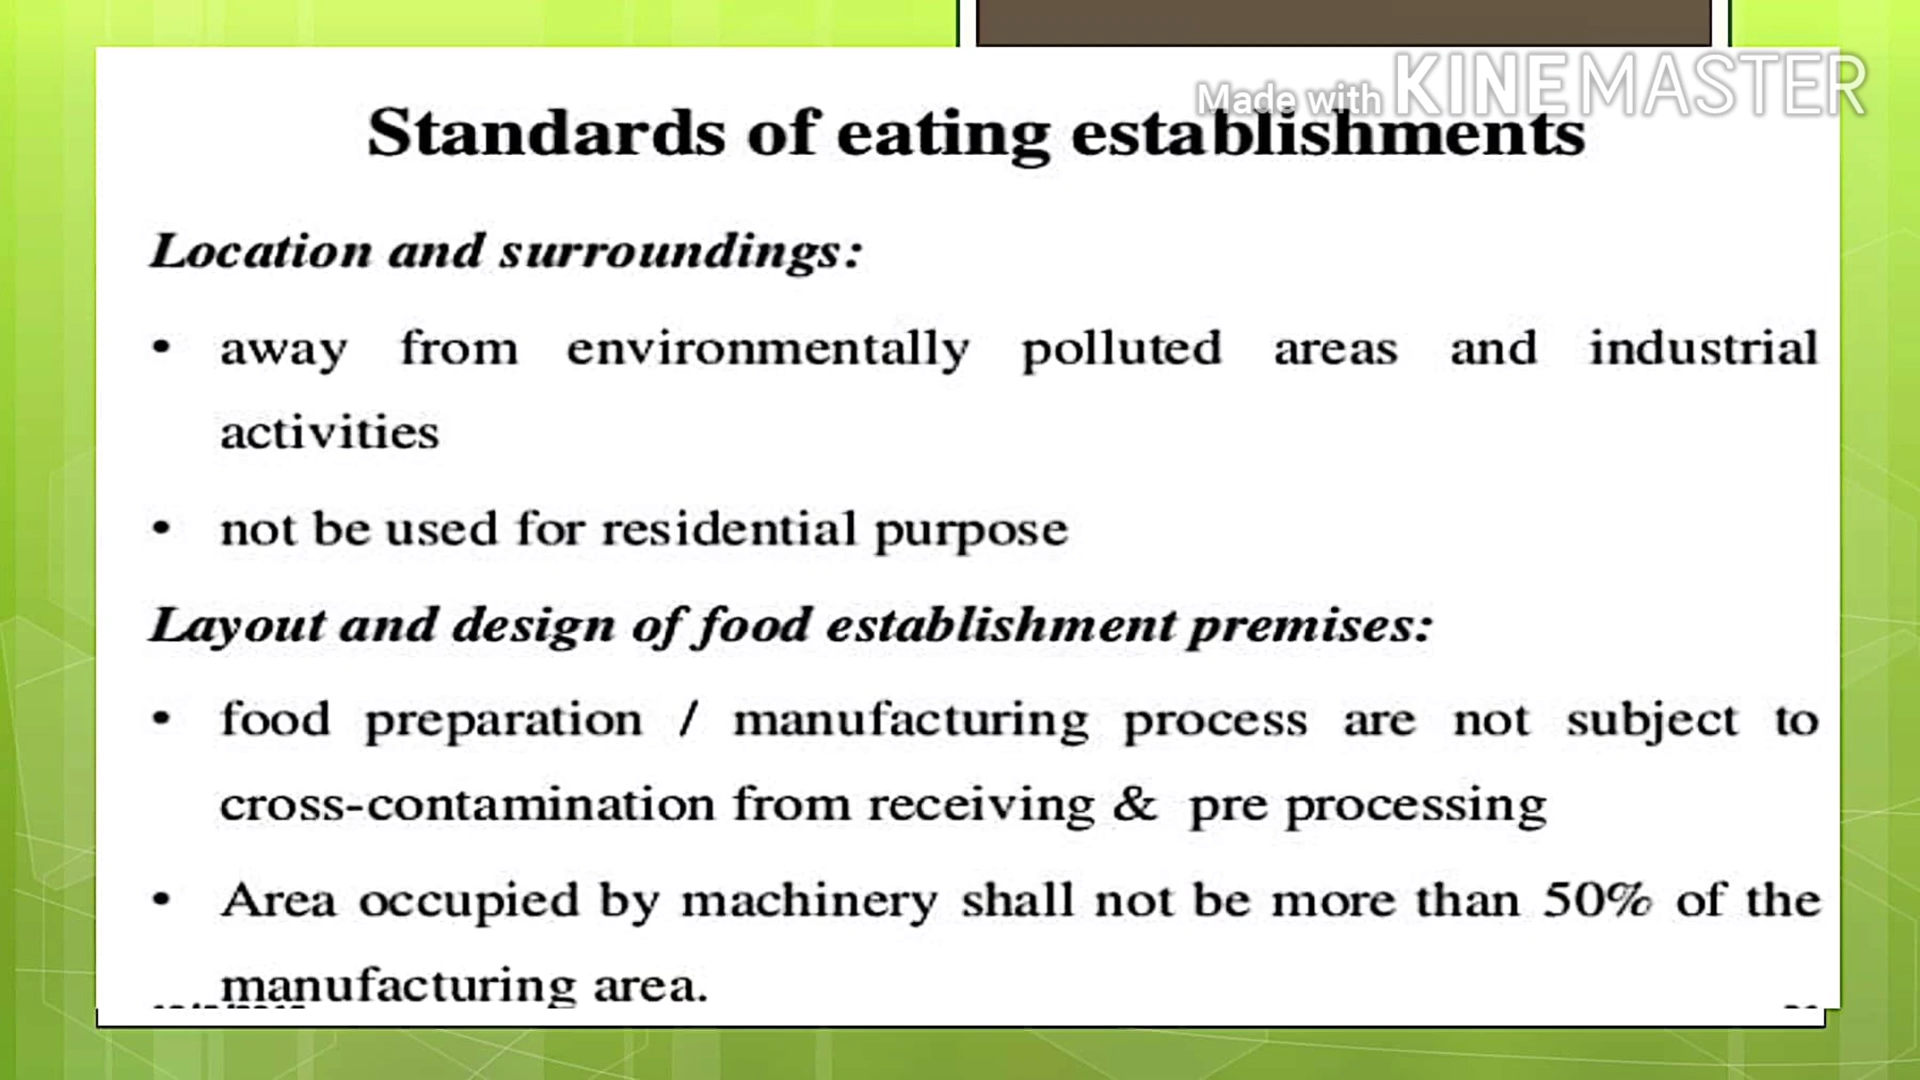 Made with KINEMASTER
Standards of eating establishments
Location and surroundings:
• away from environmentally polluted areas and industrial
activities
• not be used for residential purpose
Layout and design of food establishment premises:
• food preparation / manufacturing process are not subject to
cross-contamination from receiving & pre processing
• Area occupied by machinery shall not be more than 50% of the
manufacturing area.